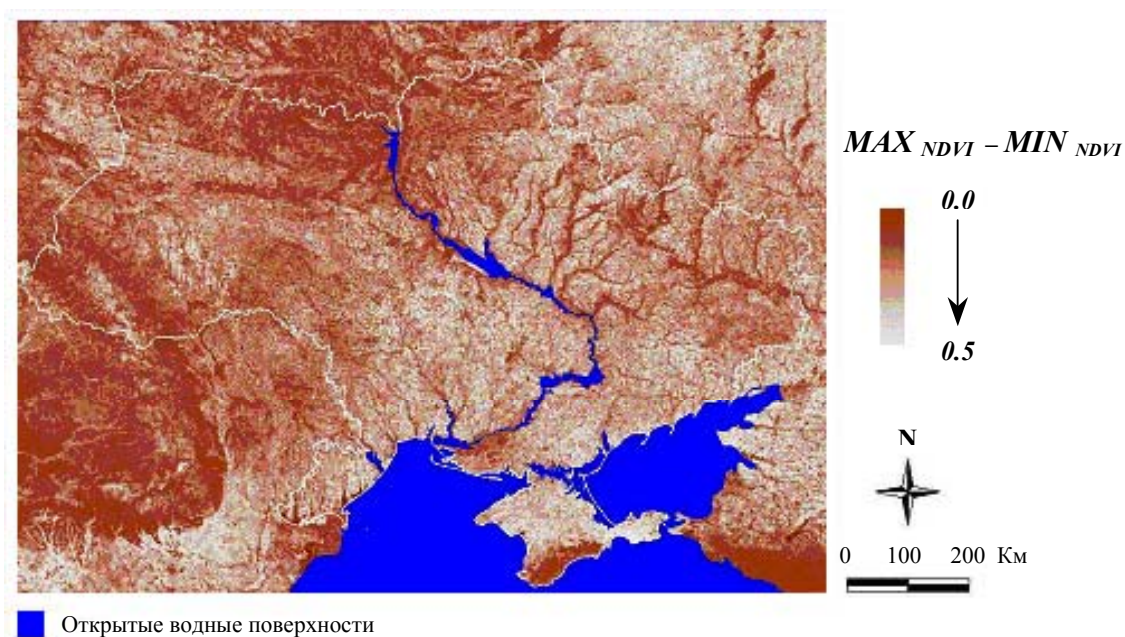 MAX NDVI – MIN NDVI
0.0
0.5
N
0 100 200 Км
Открытые водные поверхности